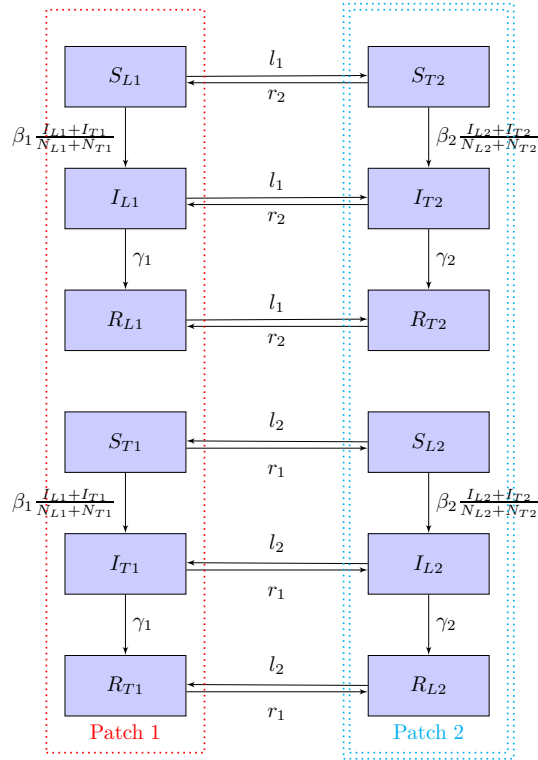 S_{L1} l_1 S_{T2}
r_2
β_1 \frac{I_{L1}+I_{T1}}{N_{L1}+N_{T1}} β_2 \frac{I_{L2}+I_{T2}}{N_{L2}+N_{T2}}
I_{L1} l_1 I_{T2}
r_2
γ_1 γ_2
R_{L1} l_1 R_{T2}
r_2
S_{T1} l_2 S_{L2}
r_1
β_1 \frac{I_{L1}+I_{T1}}{N_{L1}+N_{T1}} β_2 \frac{I_{L2}+I_{T2}}{N_{L2}+N_{T2}}
I_{T1} l_2 I_{L2}
r_1
γ_1 γ_2
R_{T1} l_2 R_{L2}
r_1
Patch 1 Patch 2